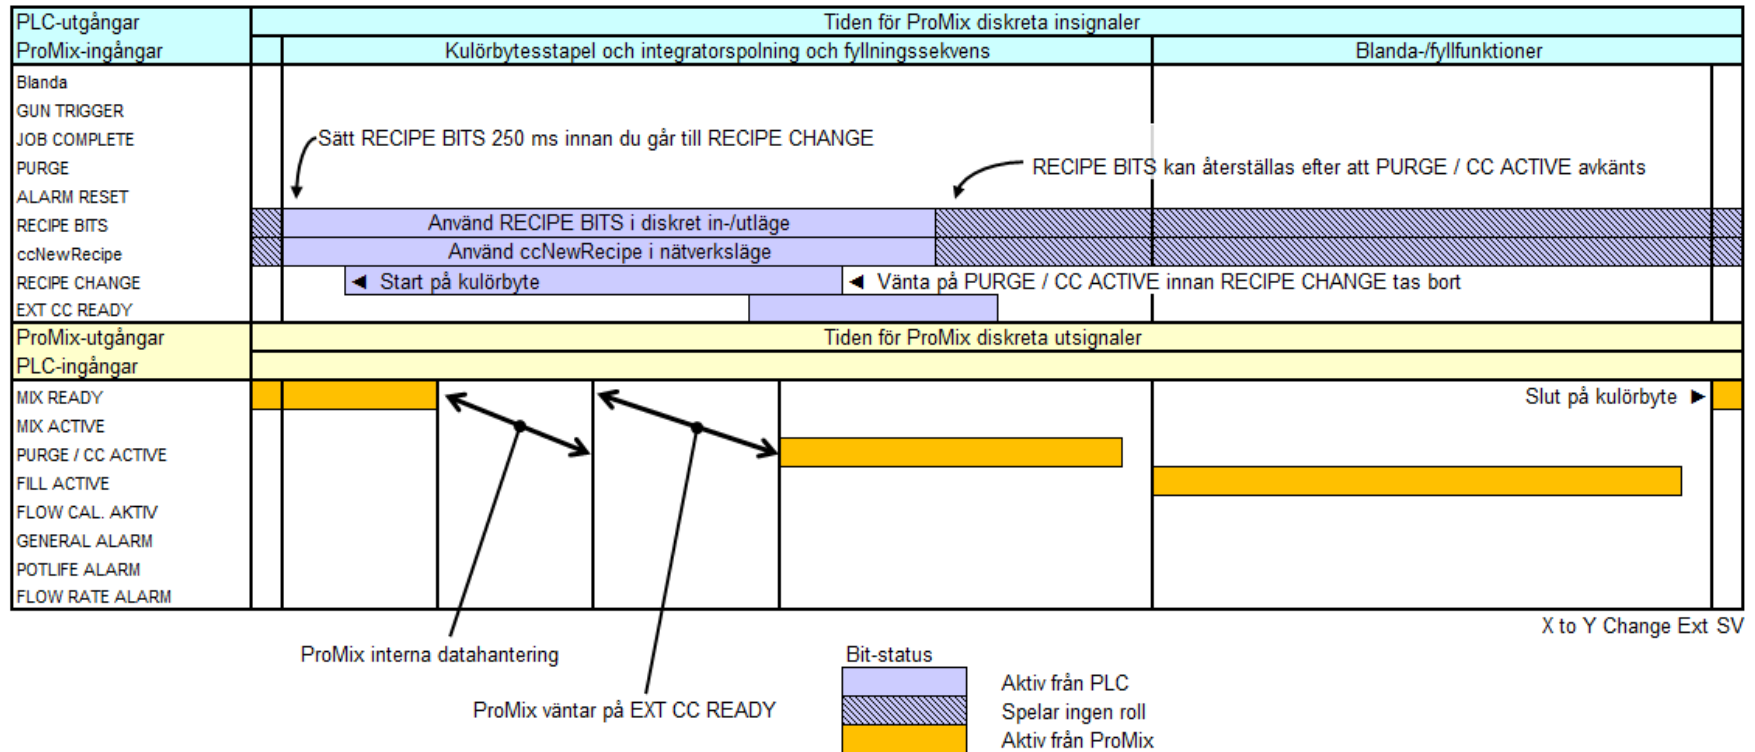 PLC-utgångar
Tiden för ProMix diskreta insignaler
ProMix-ingångar
Kulörbytesstapel och integratorspolning och fyllningssekvens
Blanda-/fyllfunktioner
Blanda
GUN TRIGGER
JOB COMPLETE
Sätt RECIPE BITS 250 ms innan du går till RECIPE CHANGE
PURGE
RECIPE BITS kan återställas efter att PURGE / CC ACTIVE avkänts
ALARM RESET
RECIPE BITS
Använd RECIPE BITS i diskret in-/utläge
ccNewRecipe
Använd ccNewRecipe i nätverksläge
RECIPE CHANGE
◄ Start på kulörbyte
◄ Vänta på PURGE / CC ACTIVE innan RECIPE CHANGE tas bort
EXT CC READY
ProMix-utgångar
Tiden för ProMix diskreta utsignaler
PLC-ingångar
MIX READY
Slut på kulörbyte ►
MIX ACTIVE
PURGE / CC ACTIVE
FILL ACTIVE
FLOW CAL. AKTIV
GENERAL ALARM
POTLIFE ALARM
FLOW RATE ALARM
X to Y Change Ext SV
ProMix interna datahantering
Bit-status
Aktiv från PLC
ProMix väntar på EXT CC READY
Spelar ingen roll
Aktiv från ProMix